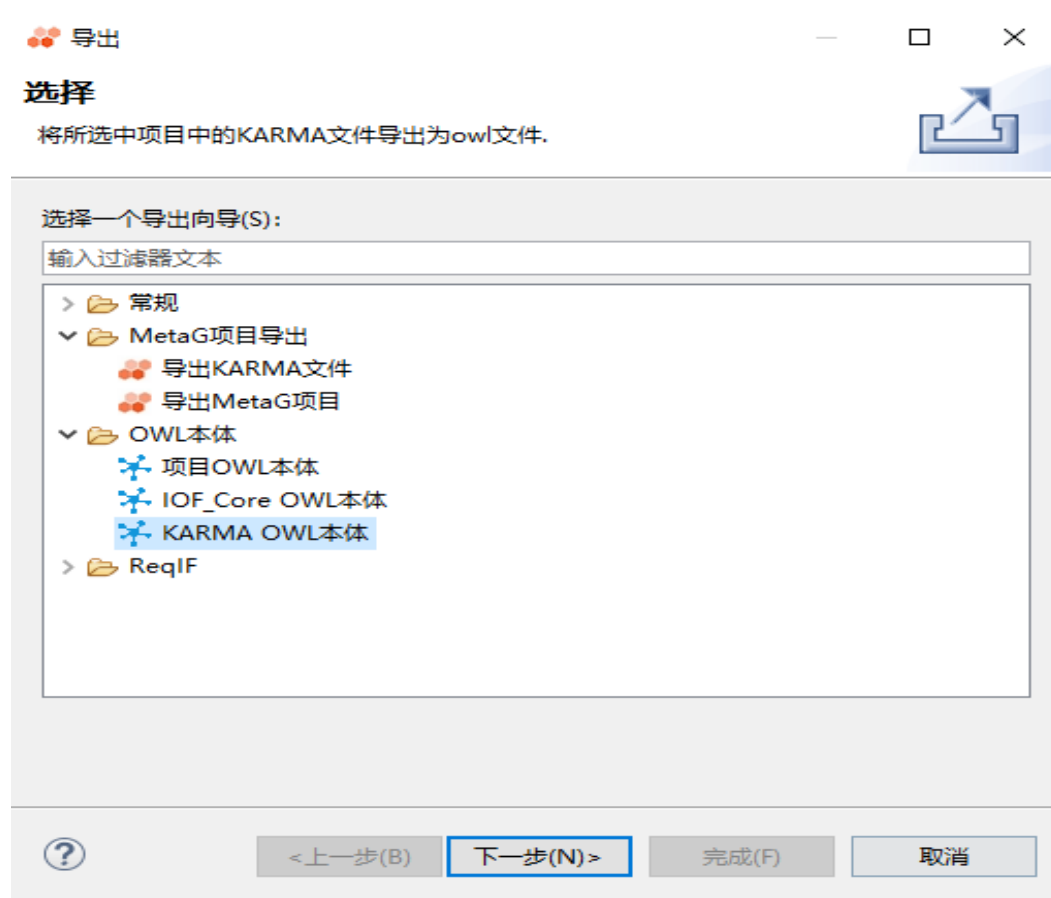 导出
选择
将所选中项目中的KARMA文件导出为owl文件.
选择一个导出向导(S):
输入过滤器文本
常规
MetaG项目导出
导出KARMA文件
导出MetaG项目
OWL本体
项目OWL本体
IOF_Core OWL本体
KARMA OWL本体
ReqIF
<上一步(B) 下一步(N)> 完成(F) 取消